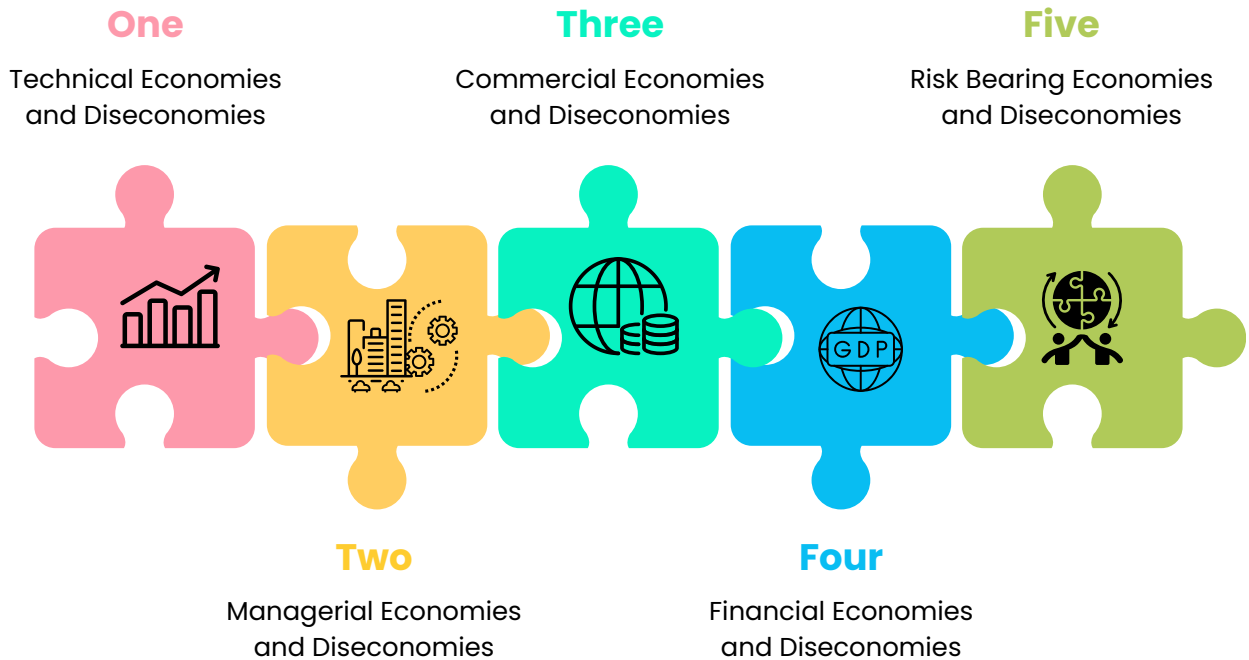 One
Technical Economies
and Diseconomies
Three
Commercial Economies
and Diseconomies
Five
Risk Bearing Economies
and Diseconomies
GDP
Two
Managerial Economies
and Diseconomies
Four
Financial Economies
and Diseconomies